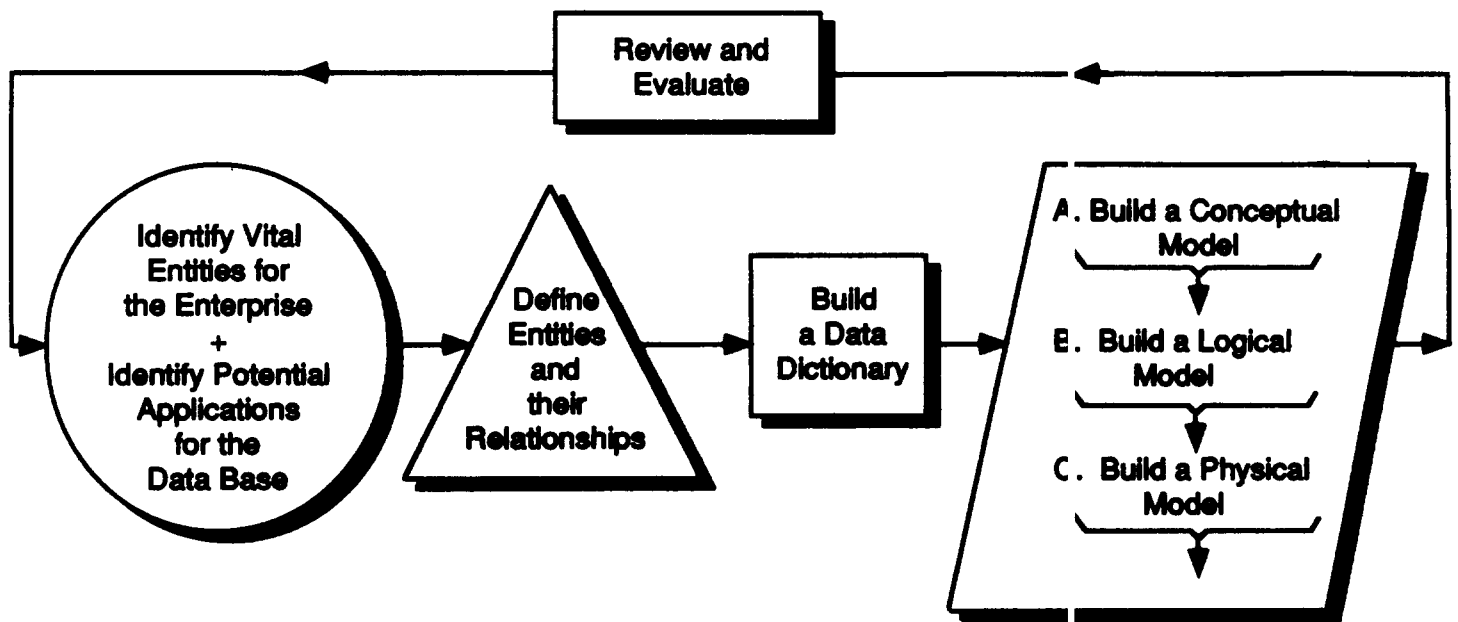 Review and
Evaluate
Identify Vital
Entities for
the Enterprise
+
Identify Potential
Applications
for the
Data Base
Define
Entities
and
their
Relationships
Build
a Data
Dictionary
A. Build a Conceptual
Model
B. Build a Logical
Model
C. Build a Physical
Model